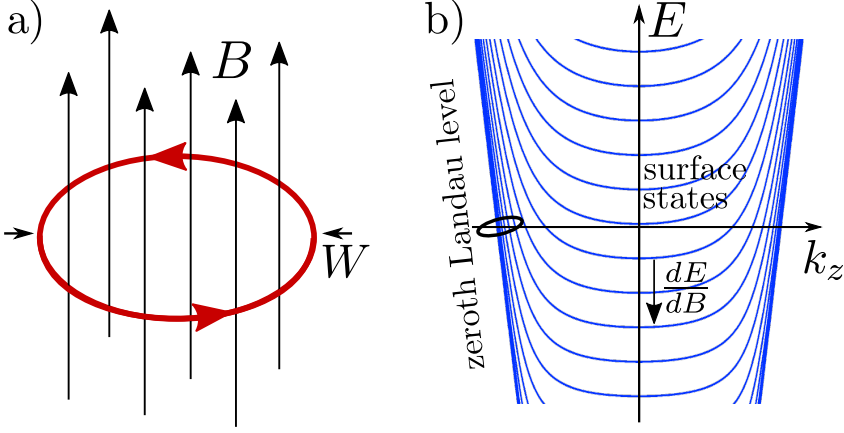 a)
B
W
b)
E
zeroth Landau level
surface
states
k_z
dE
dB